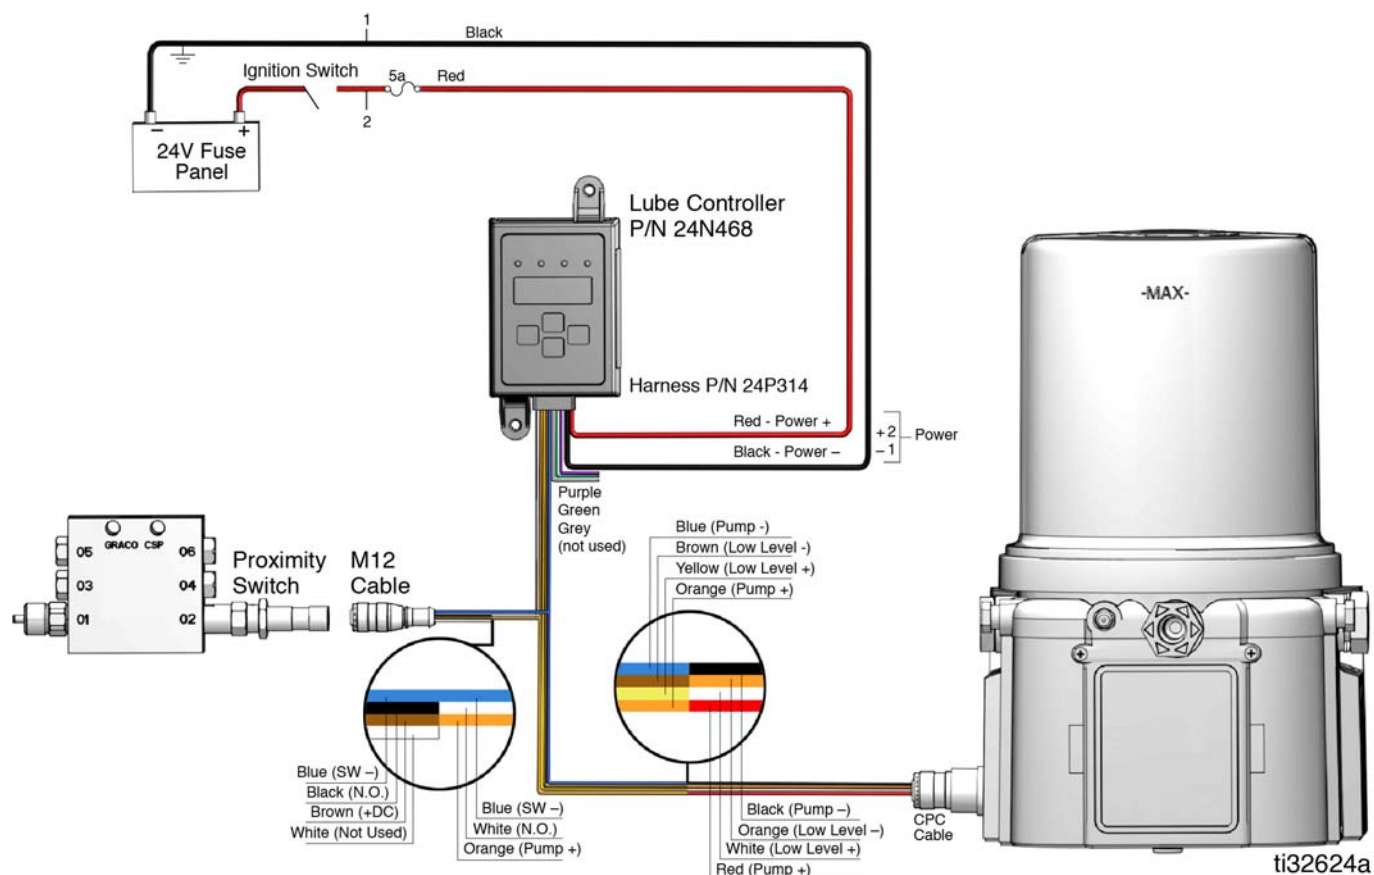 1
Black
Ignition Switch
5a
Red
2
− +
24V Fuse
Panel
Lube Controller
P/N 24N468
-MAX-
Harness P/N 24P314
Red - Power +
Black - Power –
+2
−1
Power
Purple
Green
Grey
(not used)
Blue (Pump -)
Brown (Low Level -)
Yellow (Low Level +)
Orange (Pump +)
GRACO CSP
05 06
03 04
01 02
Proximity
Switch
M12
Cable
Blue (SW –)
Black (N.O.)
Brown (+DC)
White (Not Used)
Blue (SW –)
White (N.O.)
Orange (Pump +)
Black (Pump –)
Orange (Low Level –)
White (Low Level +)
Red (Pump +)
CPC
Cable
ti32624a